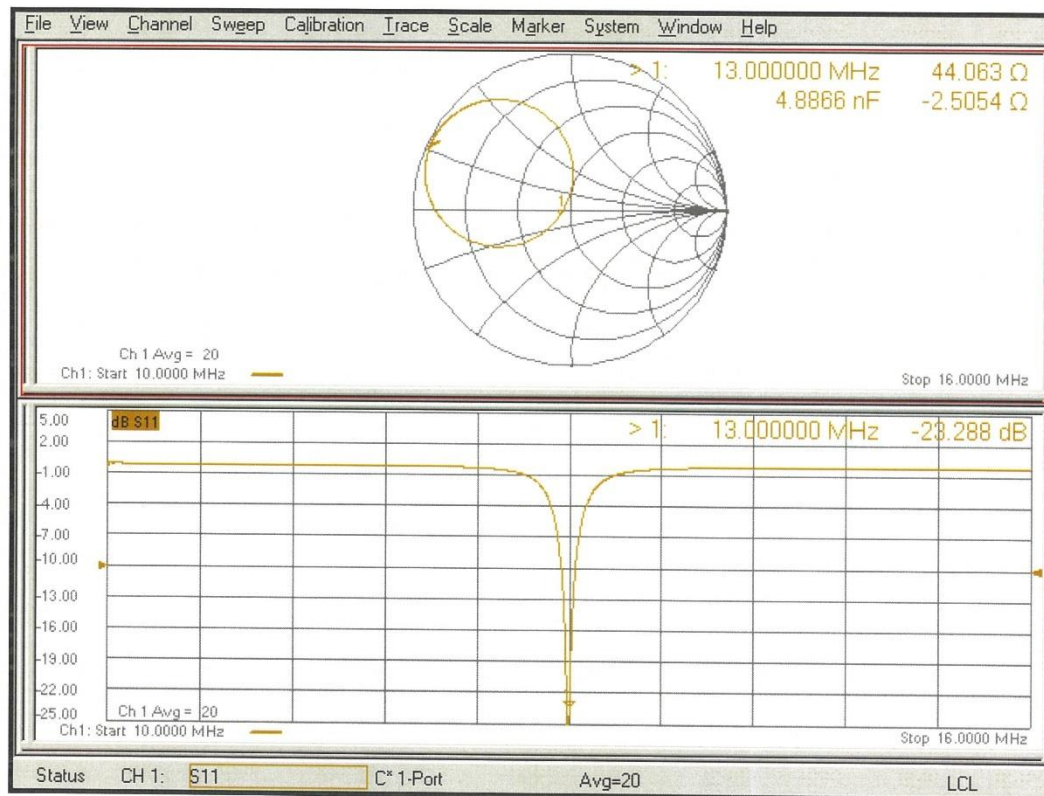 File View Channel Sweep Calibration Trace Scale Marker System Window Help
> 1: 13.000000 MHz 44.063 Ω
4.8866 nF -2.5054 Ω
1
Ch 1 Avg = 20
Ch1: Start 10.0000 MHz
Stop 16.0000 MHz
5.00
dB S11
> 1: 13.000000 MHz -23.288 dB
2.00
-1.00
-4.00
-7.00
-10.00
-13.00
-16.00
-19.00
-22.00
-25.00
Ch 1 Avg = 20
Ch1: Start 10.0000 MHz
Stop 16.0000 MHz
Status CH 1: S11 C* 1-Port Avg=20 LCL